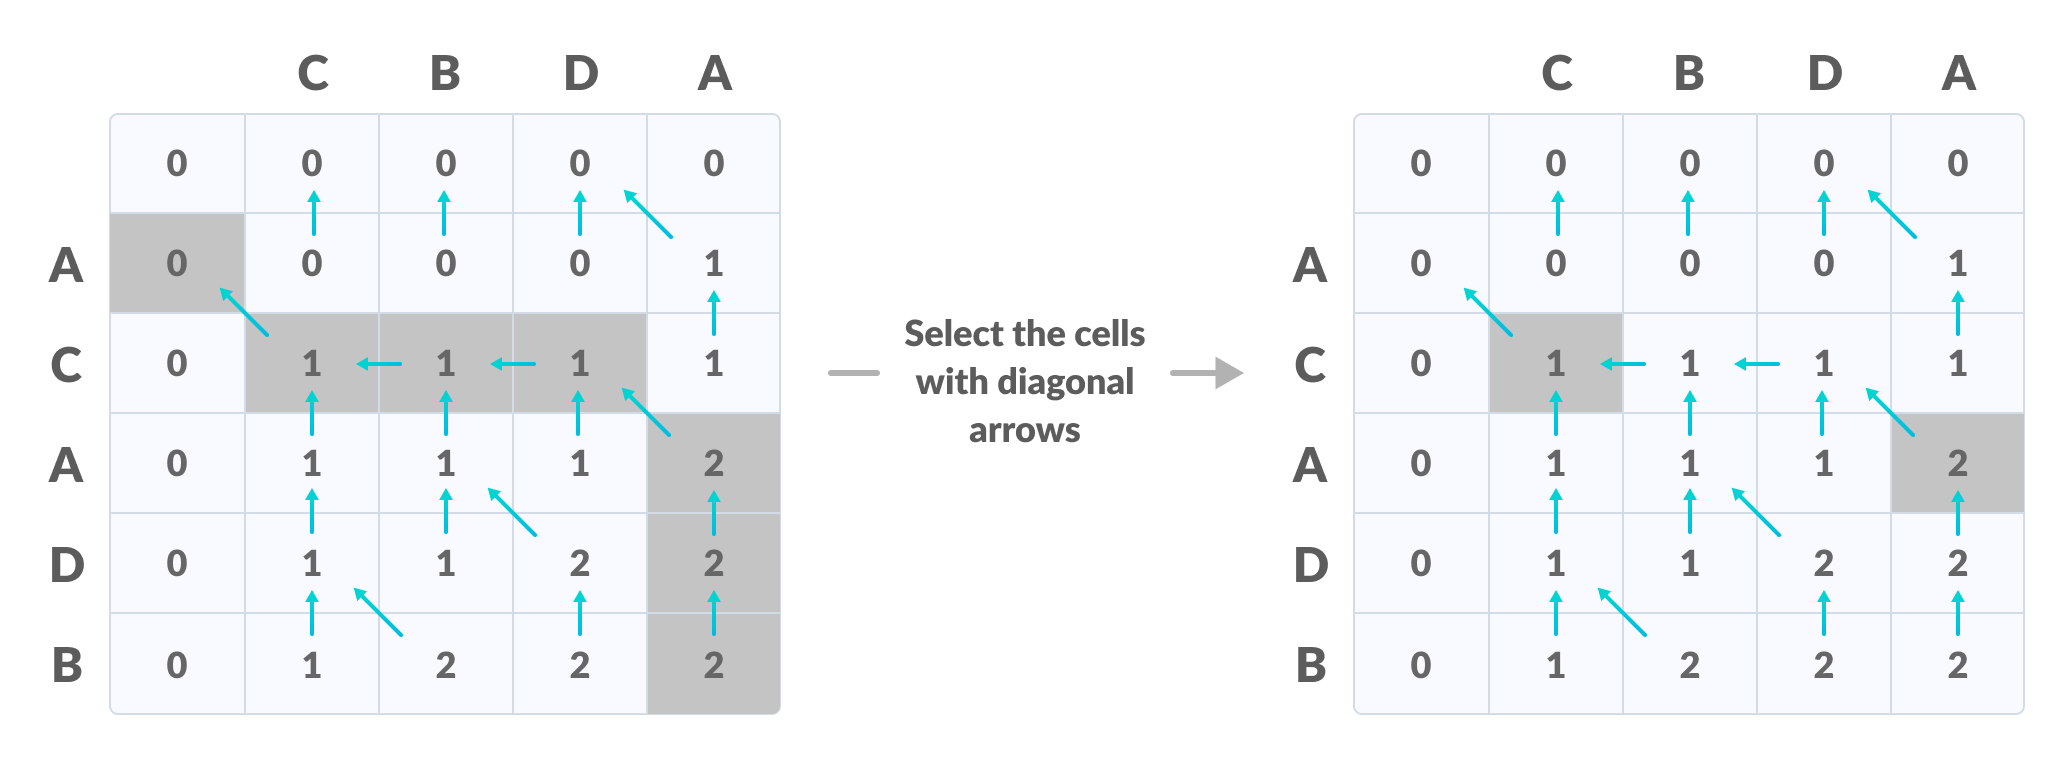 C B D A
0 0 0 0 0
A 0 0 0 0 1
C 0 1 1 1 1
A 0 1 1 1 2
D 0 1 1 2 2
B 0 1 2 2 2
Select the cells
with diagonal
arrows
C B D A
0 0 0 0 0
A 0 0 0 0 1
C 0 1 1 1 1
A 0 1 1 1 2
D 0 1 1 2 2
B 0 1 2 2 2